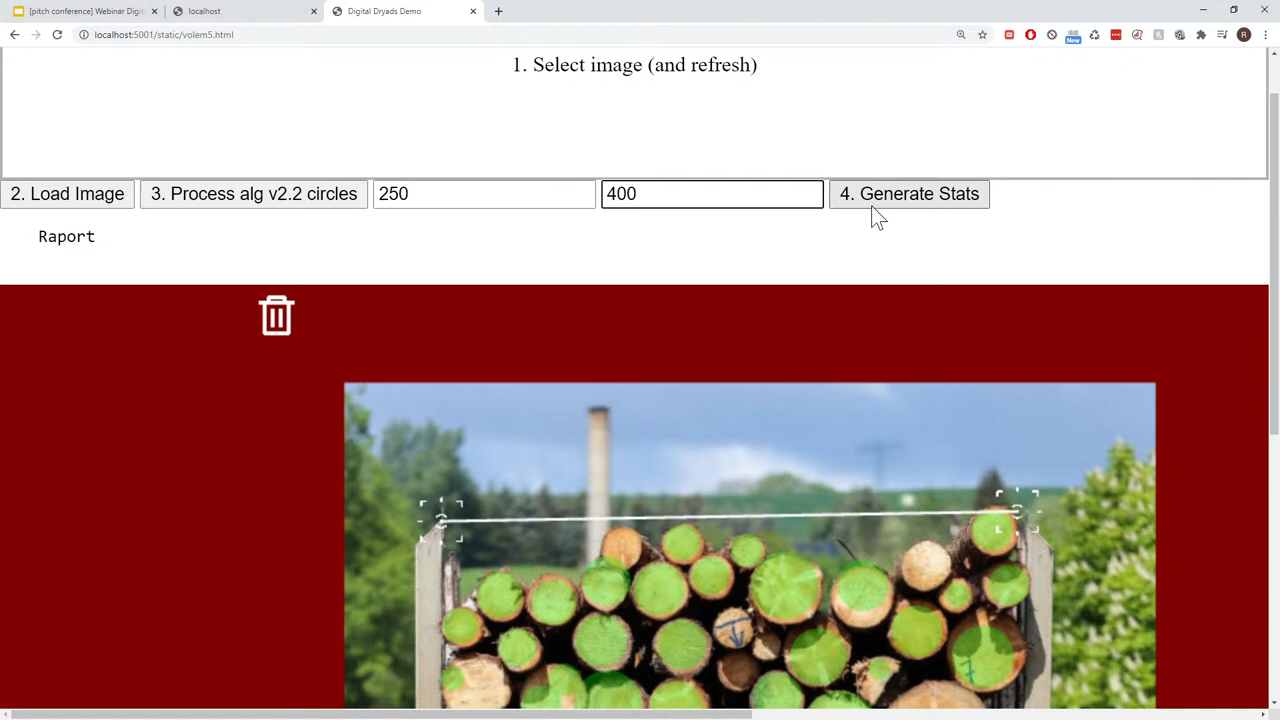 [pitch conference] Webinar Digit
localhost
Digital Dryads Demo
localhost:5001/static/volem5.html
New
R
1. Select image (and refresh)
2. Load Image
3. Process alg v2.2 circles
250
400
4. Generate Stats
Raport